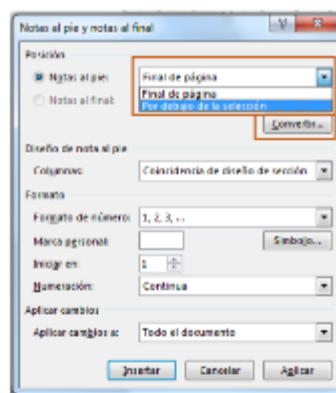 Notas al pie y notas al final
Posición
Notas al pie: Final de página
Final de página
Notas al final: Por debajo de la selección
Convertir...
Diseño de nota al pie
Columnas: Coincidencia de diseño de sección
Formato
Formato de número: 1, 2, 3, ...
Marca personal: Símbolo...
Iniciar en: 1
Numeración: Continua
Aplicar cambios
Aplicar cambios a: Todo el documento
Insertar Cancelar Aplicar